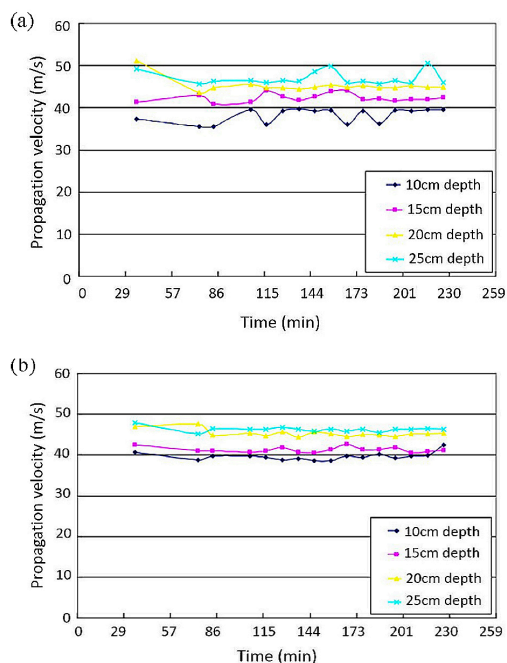 (a)
Propagation velocity (m/s)
60
50
40
30
20
10
0
0 29 57 86 115 144 173 201 230 259
Time (min)
10cm depth
15cm depth
20cm depth
25cm depth
(b)
Propagation velocity (m/s)
60
50
40
30
20
10
0
0 29 57 86 115 144 173 201 230 259
Time (min)
10cm depth
15cm depth
20cm depth
25cm depth